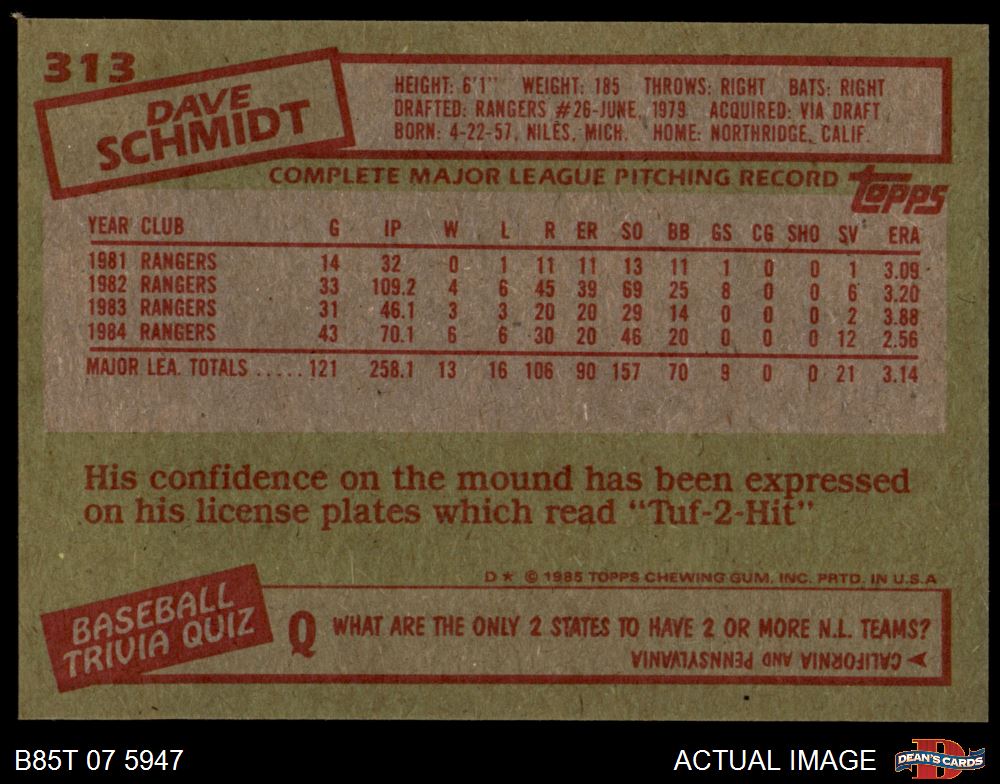 313
DAVE
SCHMIDT
HEIGHT: 6'1" WEIGHT: 185 THROWS: RIGHT BATS: RIGHT
DRAFTED: RANGERS #26-JUNE, 1979 ACQUIRED: VIA DRAFT
BORN: 4-22-57, NILES, MICH. HOME: NORTHRIDGE, CALIF.
COMPLETE MAJOR LEAGUE PITCHING RECORD
topps
YEAR CLUB G IP W L R ER SO BB GS CG SHO SV ERA
1981 RANGERS 14 32 0 1 11 11 13 11 1 0 0 1 3.09
1982 RANGERS 33 109.2 4 6 45 39 69 25 8 0 0 6 3.20
1983 RANGERS 31 46.1 3 3 20 20 29 14 0 0 0 2 3.88
1984 RANGERS 43 70.1 6 6 30 20 46 20 0 0 0 12 2.56
MAJOR LEA. TOTALS ..... 121 258.1 13 16 106 90 157 70 9 0 0 21 3.14
His confidence on the mound has been expressed
on his license plates which read "Tuf-2-Hit"
D* © 1985 TOPPS CHEWING GUM, INC. PRTD. IN U.S.A
BASEBALL
TRIVIA QUIZ
Q WHAT ARE THE ONLY 2 STATES TO HAVE 2 OR MORE N.L. TEAMS?
CALIFORNIA AND PENNSYLVANIA
B85T 07 5947
ACTUAL IMAGE
D
DEAN'S CARDS